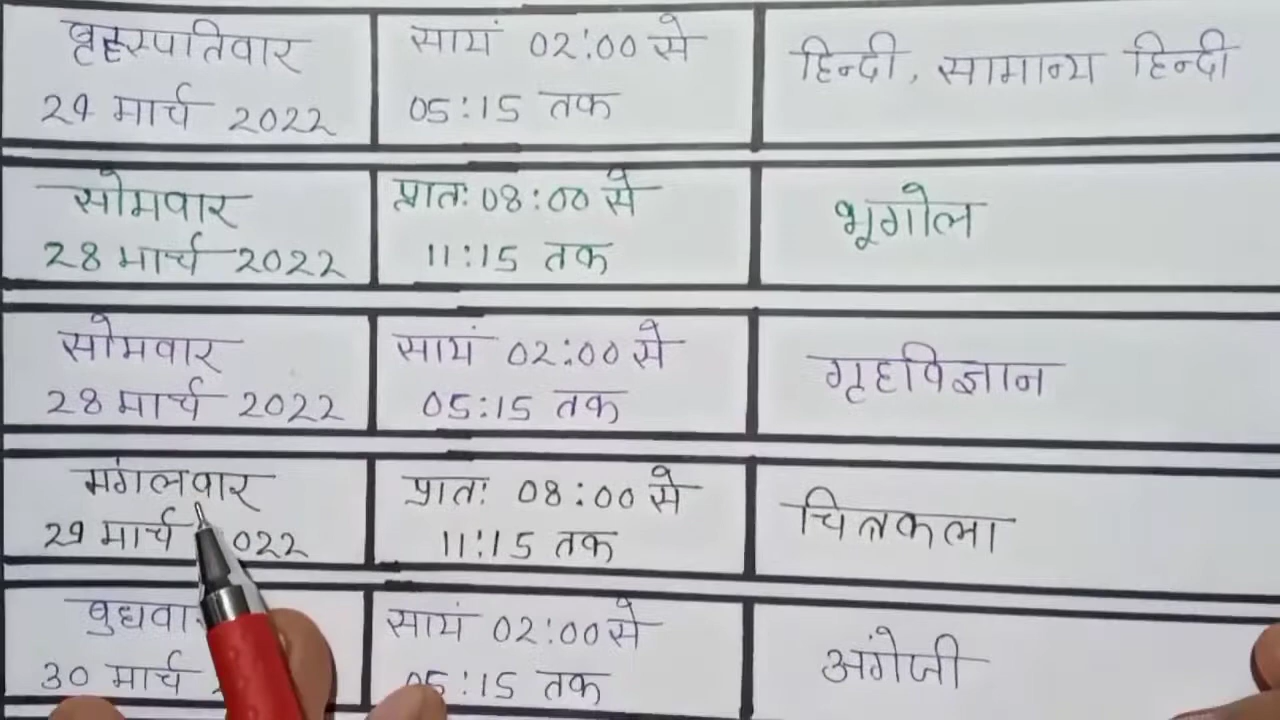 बृहस्पतिवार
24 मार्च 2022
सायं 02:00 से
05:15 तक
हिन्दी, सामान्य हिन्दी
सोमवार
28 मार्च 2022
प्रातः 08:00 से
11:15 तक
भूगोल
सोमवार
28 मार्च 2022
सायं 02:00 से
05:15 तक
गृहविज्ञान
मंगलवार
29 मार्च 2022
प्रातः 08:00 से
11:15 तक
चित्रकला
30 मार्च
सायं 02:00 से
05:15 तक
अंग्रेजी